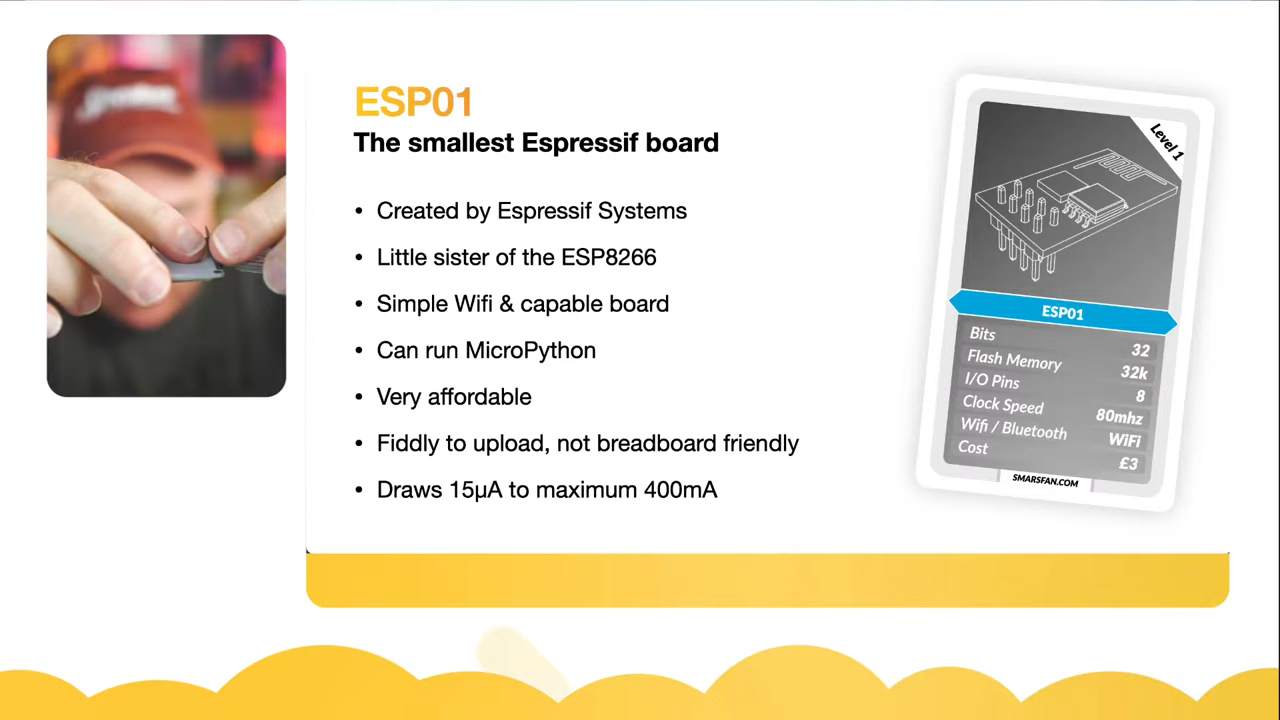 ESP01
The smallest Espressif board
• Created by Espressif Systems
• Little sister of the ESP8266
• Simple Wifi & capable board
• Can run MicroPython
• Very affordable
• Fiddly to upload, not breadboard friendly
• Draws 15µA to maximum 400mA
Level 1
ESP01
Bits 32
Flash Memory 32k
I/O Pins 8
Clock Speed 80mhz
Wifi / Bluetooth WiFi
Cost £3
SMARSFAN.COM